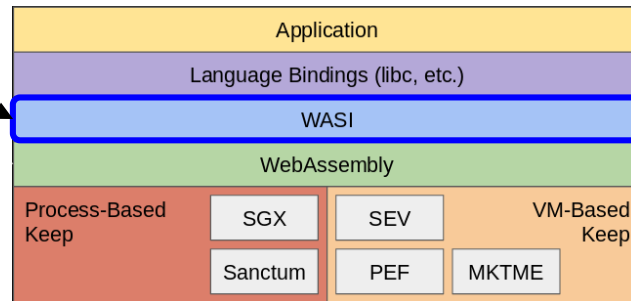 Application
Language Bindings (libc, etc.)
WASI
WebAssembly
Process-Based
Keep
SGX
Sanctum
SEV
PEF
MKTME
VM-Based
Keep